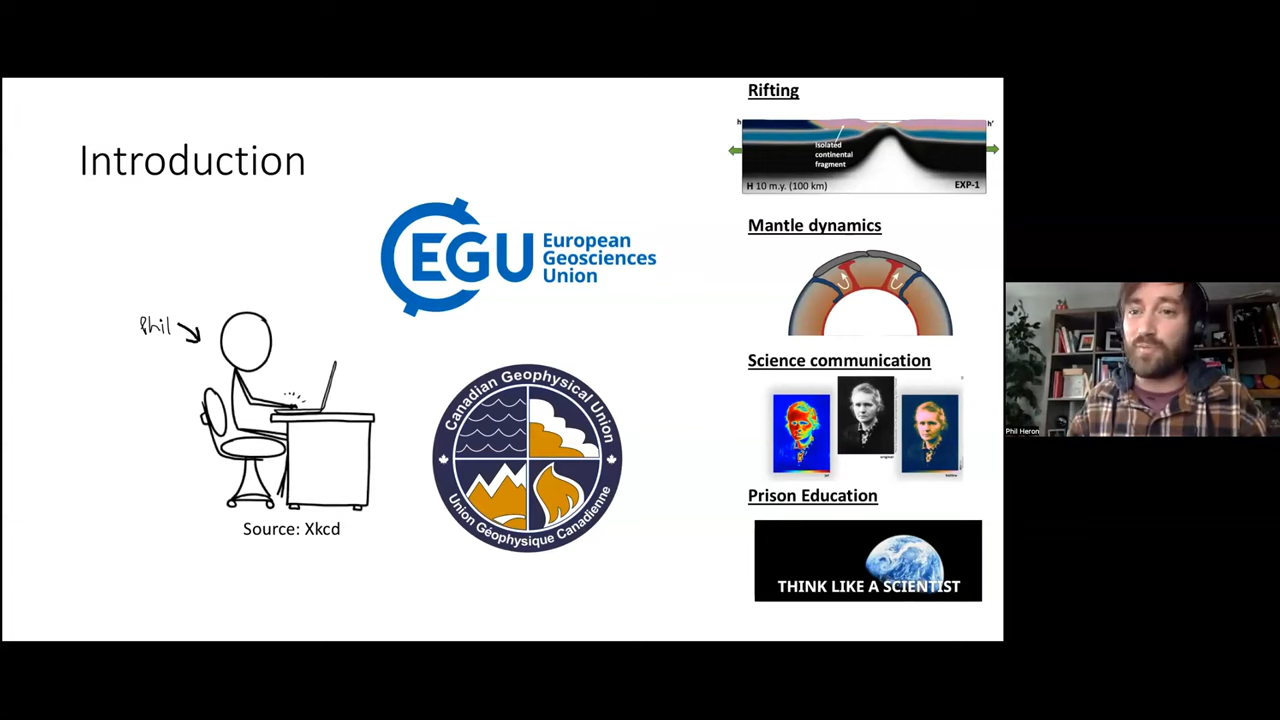 Introduction
Phil
Source: Xkcd
EGU
European
Geosciences
Union
Canadian Geophysical Union
Union Géophysique Canadienne
Rifting
h
h'
Isolated
continental
fragment
H 10 m.y. (100 km)
EXP-1
Mantle dynamics
Science communication
original
Prison Education
THINK LIKE A SCIENTIST
Phil Heron